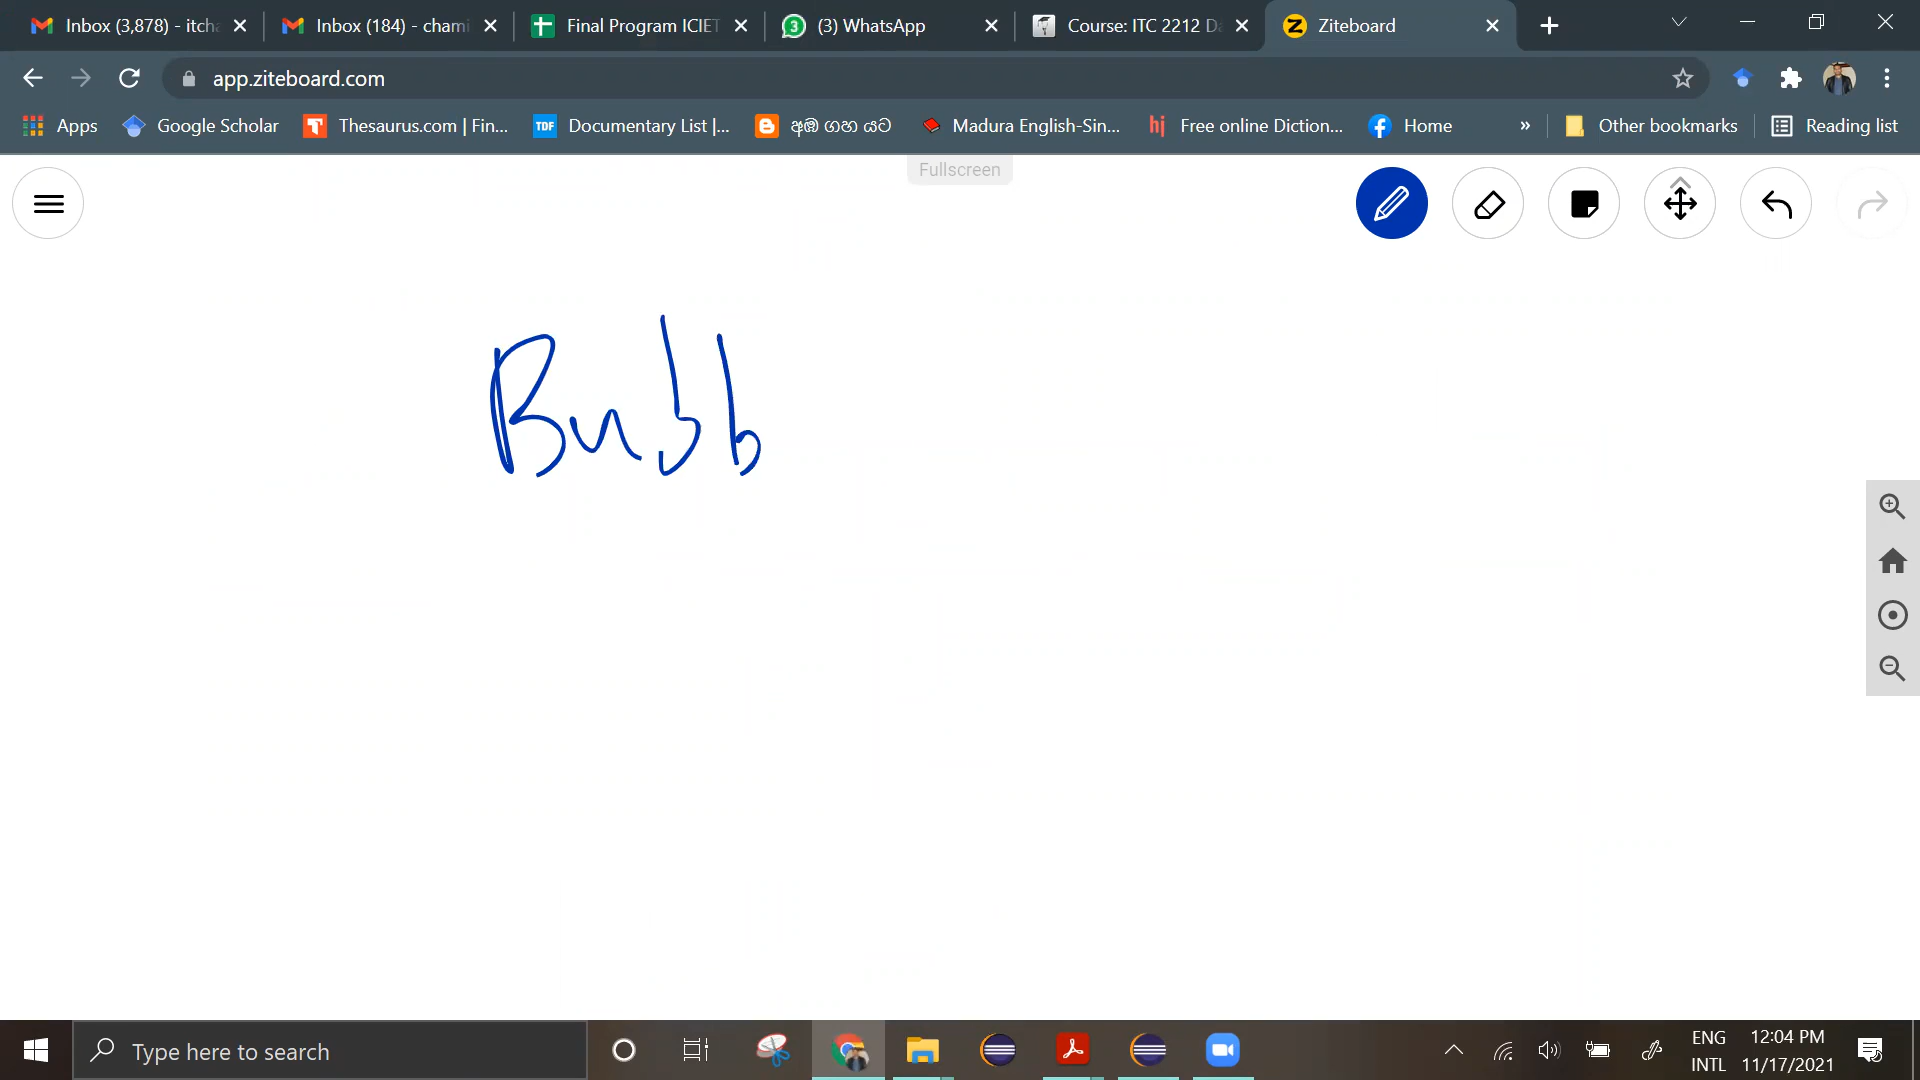 Inbox (3,878) - itcha
Inbox (184) - chami
Final Program ICIET
(3) WhatsApp
Course: ITC 2212 Da
Ziteboard
app.ziteboard.com
Apps
Google Scholar
Thesaurus.com | Fin...
Documentary List |...
අඹ ගහ යට
Madura English-Sin...
Free online Diction...
Home
»
Other bookmarks
Reading list
Fullscreen
Bubb
Type here to search
ENG
INTL
12:04 PM
11/17/2021